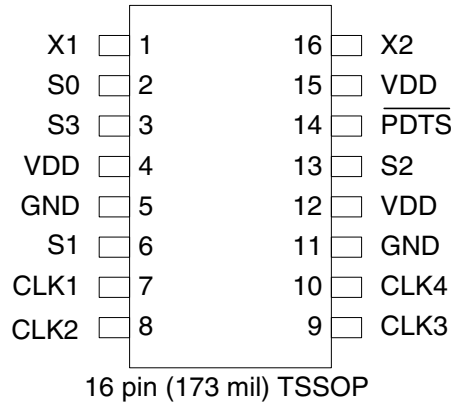 X1 1 16 X2
S0 2 15 VDD
S3 3 14 PDTS
VDD 4 13 S2
GND 5 12 VDD
S1 6 11 GND
CLK1 7 10 CLK4
CLK2 8 9 CLK3
16 pin (173 mil) TSSOP